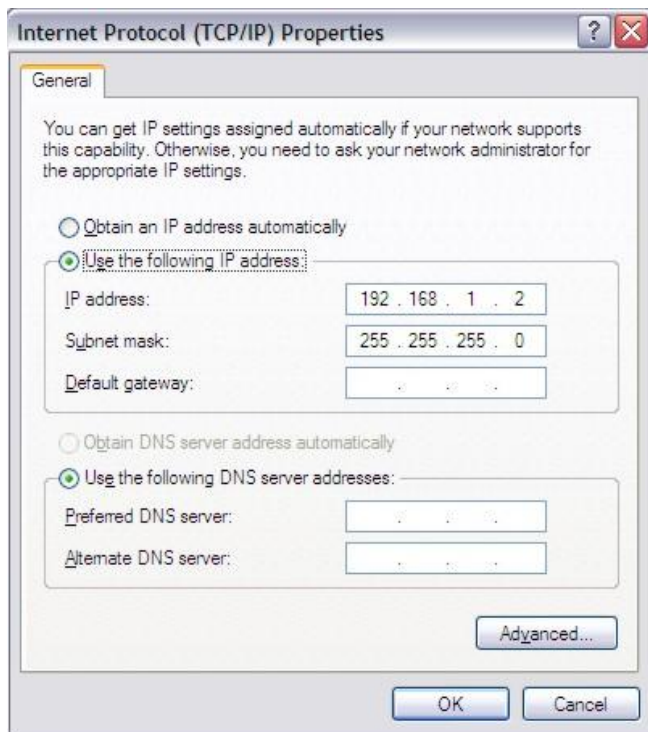 Internet Protocol (TCP/IP) Properties
General
You can get IP settings assigned automatically if your network supports
this capability. Otherwise, you need to ask your network administrator for
the appropriate IP settings.
Obtain an IP address automatically
Use the following IP address:
IP address: 192 . 168 . 1 . 2
Subnet mask: 255 . 255 . 255 . 0
Default gateway: . . .
Obtain DNS server address automatically
Use the following DNS server addresses:
Preferred DNS server: . . .
Alternate DNS server: . . .
Advanced...
OK Cancel